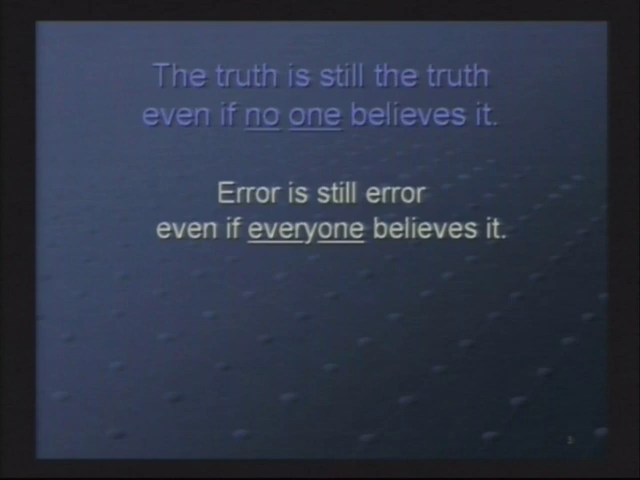 The truth is still the truth
even if no one believes it.
Error is still error
even if everyone believes it.